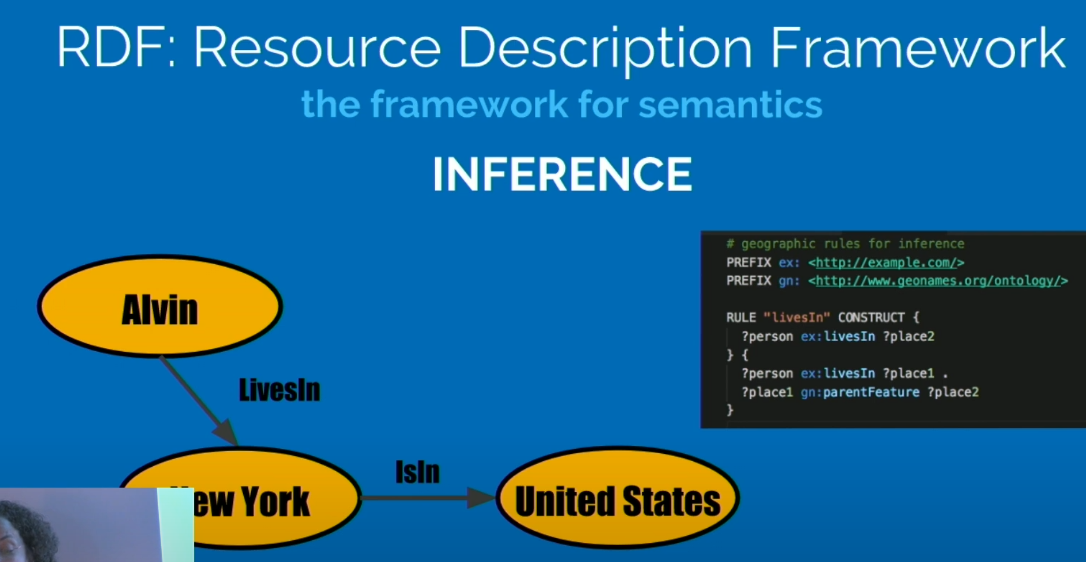 RDF: Resource Description Framework
the framework for semantics
INFERENCE
# geographic rules for inference
PREFIX ex: <http://example.com/>
PREFIX gn: <http://www.geonames.org/ontology/>
RULE "livesIn" CONSTRUCT {
?person ex:livesIn ?place2
} {
?person ex:livesIn ?place1 .
?place1 gn:parentFeature ?place2
}
Alvin
LivesIn
ew York
IsIn
United States